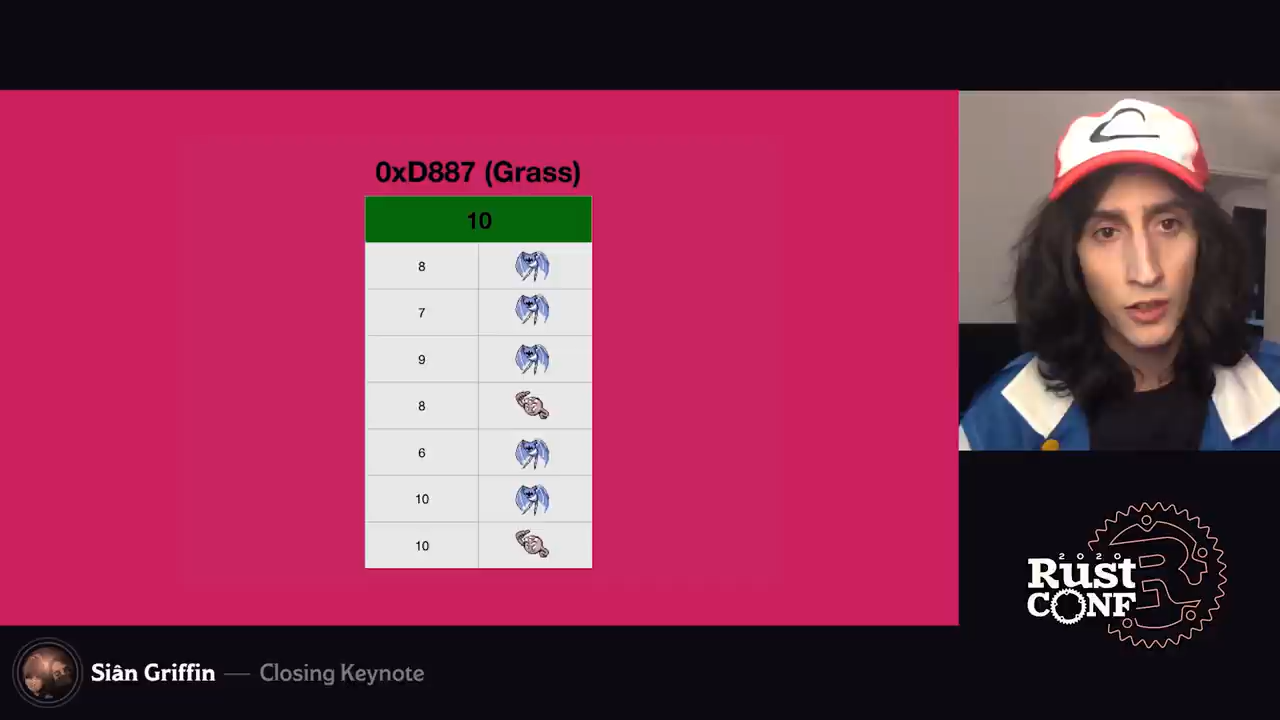 0xD887 (Grass)
10
8
7
9
8
6
10
10
2020
Rust
CONF
R
Siân Griffin — Closing Keynote